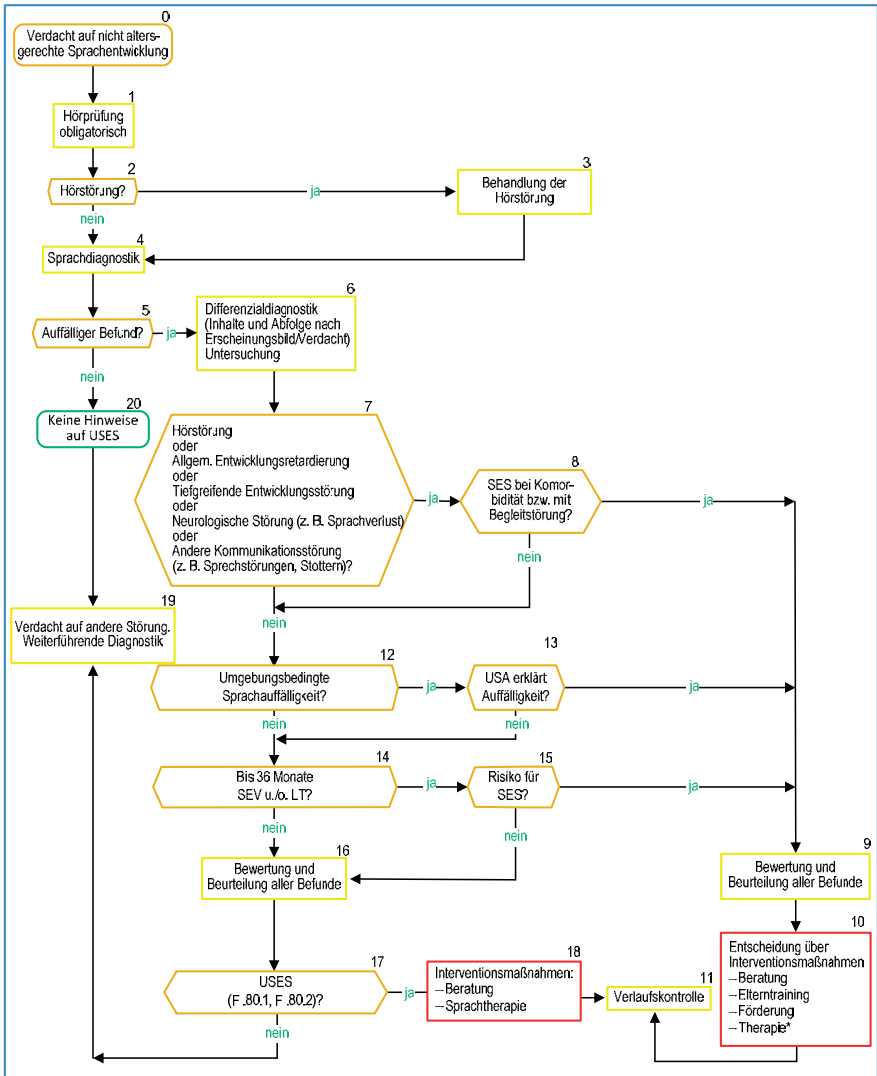 0
Verdacht auf nicht alters-
gerechte Sprachentwicklung
1
Hörprüfung
obligatorisch
2
Hörstörung?
ja
nein
3
Behandlung der
Hörstörung
4
Sprachdiagnostik
5
Auffälliger Befund?
ja
nein
6
Differenzialdiagnostik
(Inhalte und Abfolge nach
Erscheinungsbild/Verdacht)
Untersuchung
20
Keine Hinweise
auf USES
7
Hörstörung
oder
Allgem. Entwicklungsretardierung
oder
Tiefgreifende Entwicklungsstörung
oder
Neurologische Störung (z. B. Sprachverlust)
oder
Andere Kommunikationsstörung
(z. B. Sprechstörungen, Stottern)?
ja
nein
8
SES bei Komor-
bidität bzw. mit
Begleitstörung?
ja
nein
19
Verdacht auf andere Störung.
Weiterführende Diagnostik
12
Umgebungsbedingte
Sprachauffälligkeit?
ja
nein
13
USA erklärt
Auffälligkeit?
ja
nein
14
Bis 36 Monate
SEV u./o. LT?
ja
nein
15
Risiko für
SES?
ja
nein
16
Bewertung und
Beurteilung aller Befunde
9
Bewertung und
Beurteilung aller Befunde
17
USES
(F .80.1, F .80.2)?
ja
nein
18
Interventionsmaßnahmen:
– Beratung
– Sprachtherapie
11
Verlaufskontrolle
10
Entscheidung über
Interventionsmaßnahmen
– Beratung
– Elterntraining
– Förderung
– Therapie*